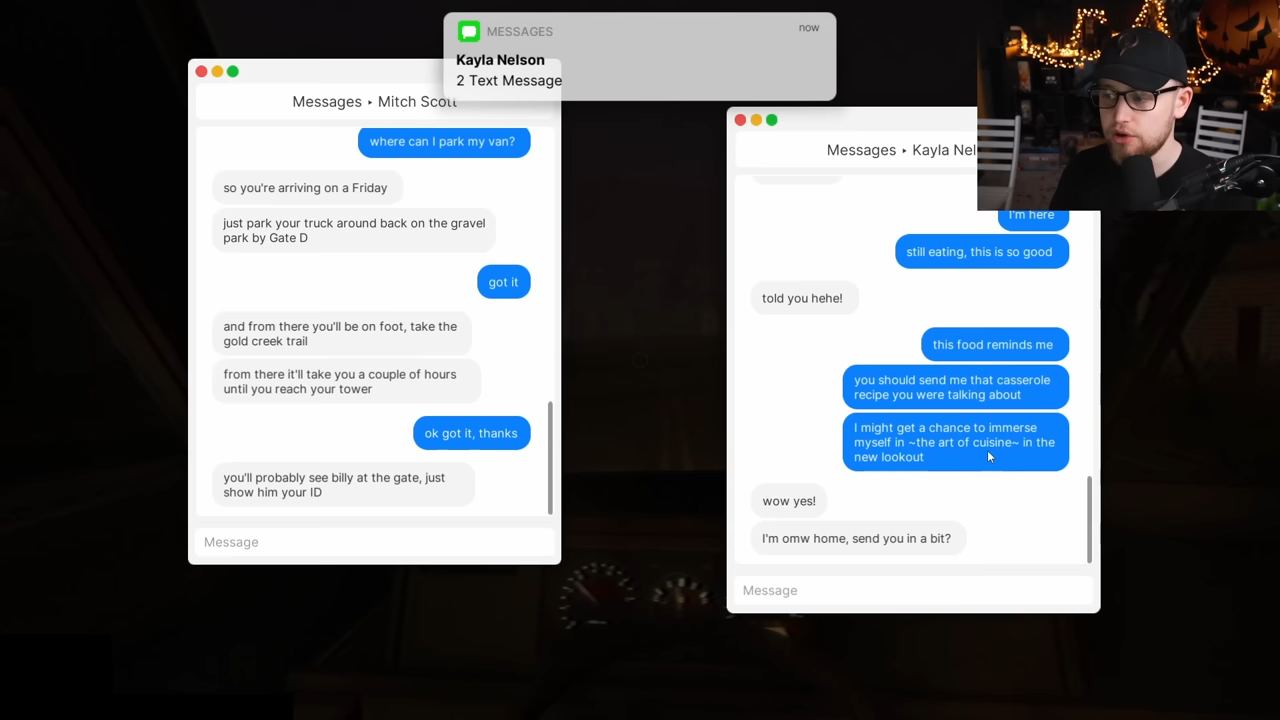 MESSAGES
now
Kayla Nelson
2 Text Message
Messages ‣ Mitch Scott
where can I park my van?
so you're arriving on a Friday
just park your truck around back on the gravel
park by Gate D
got it
and from there you'll be on foot, take the
gold creek trail
from there it'll take you a couple of hours
until you reach your tower
ok got it, thanks
you'll probably see billy at the gate, just
show him your ID
Message
Messages ‣ Kayla Nel
I'm here
still eating, this is so good
told you hehe!
this food reminds me
you should send me that casserole
recipe you were talking about
I might get a chance to immerse
myself in ~the art of cuisine~ in the
new lookout
wow yes!
I'm omw home, send you in a bit?
Message